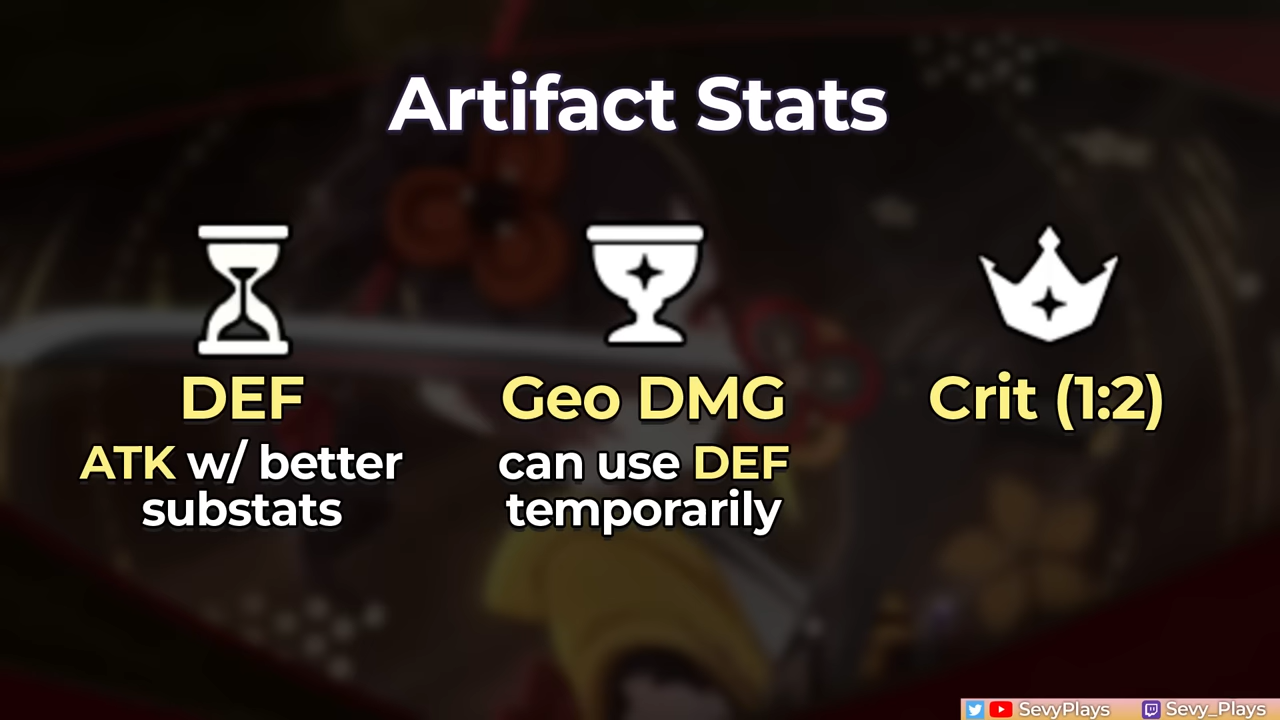 Artifact Stats
DEF
ATK w/ better
substats
Geo DMG
can use DEF
temporarily
Crit (1:2)
SevyPlays
Sevy_Plays